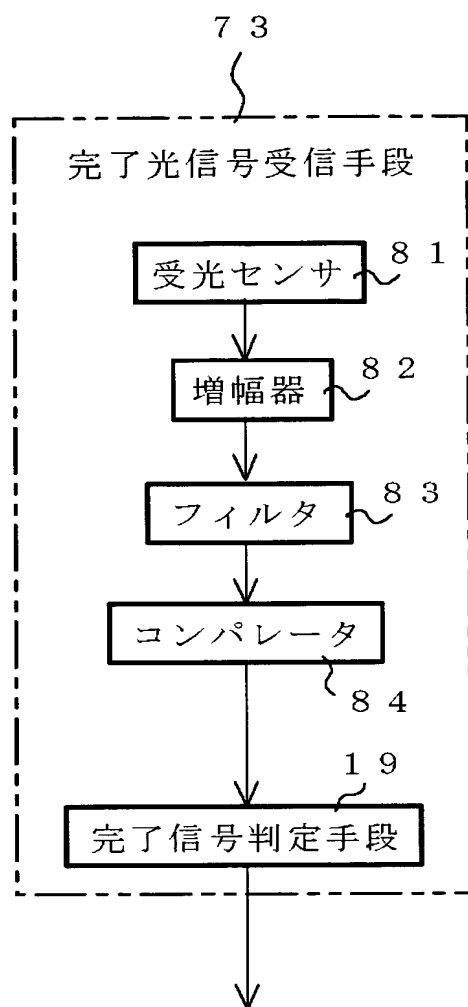 ７３
完了光信号受信手段
受光センサ
８１
増幅器
８２
フィルタ
８３
コンパレータ
８４
１９
完了信号判定手段